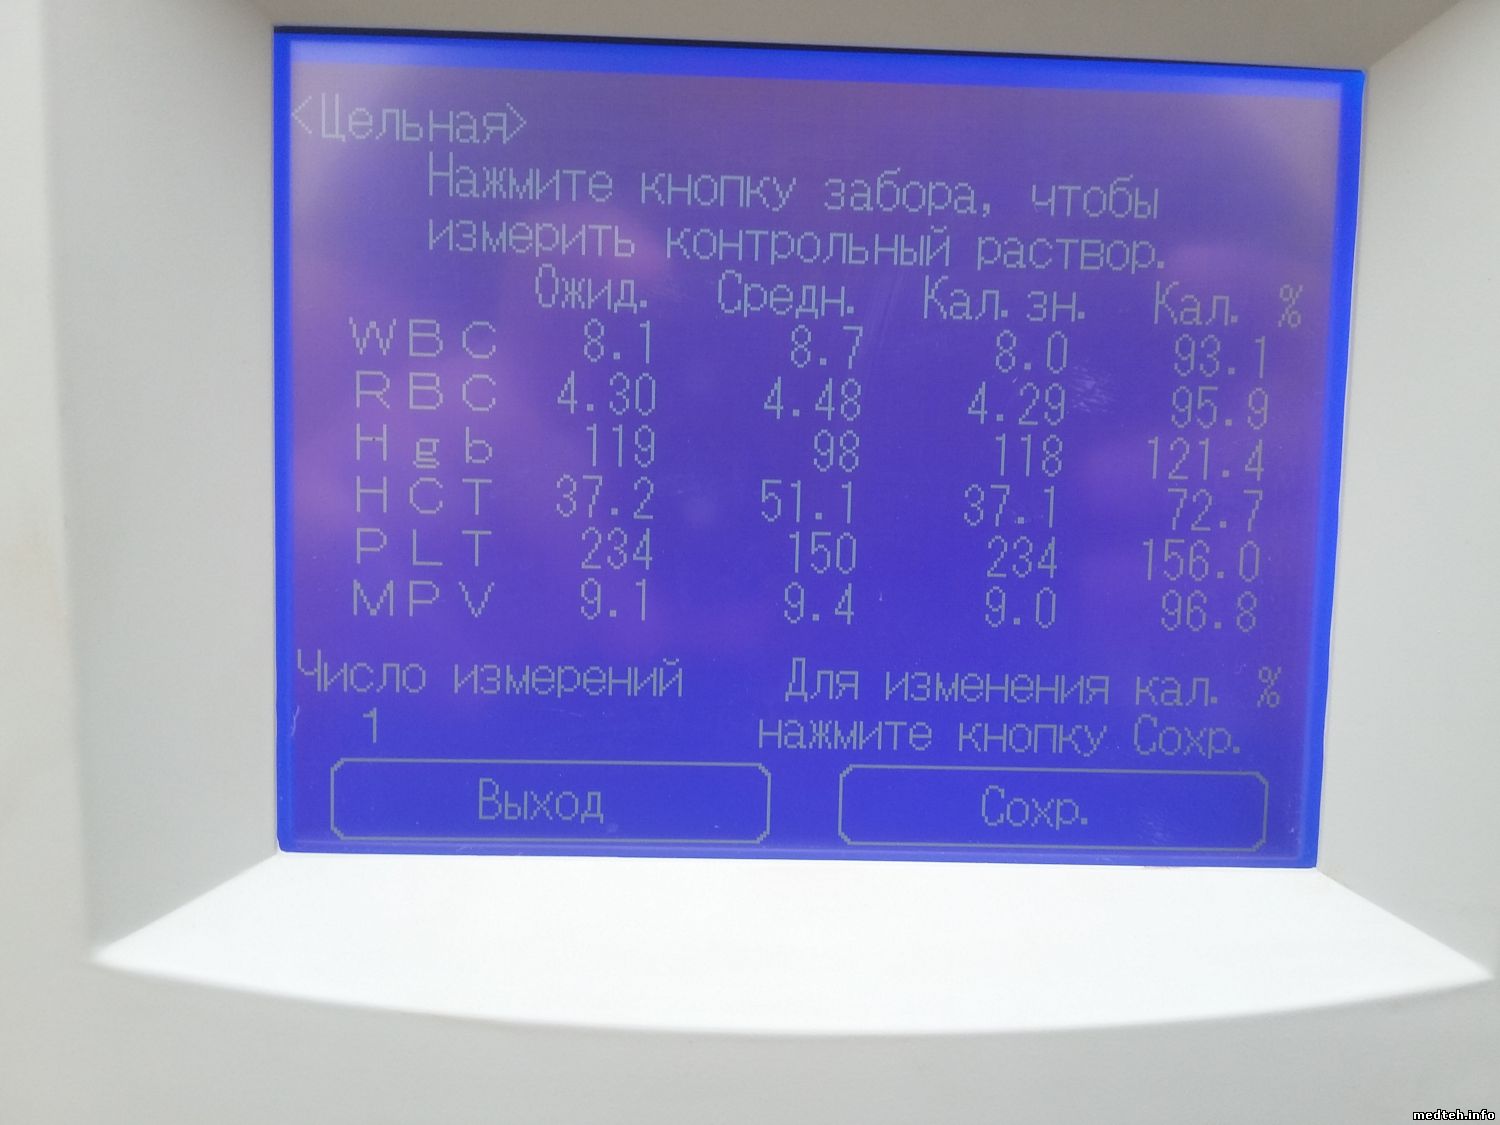 <Цельная>
Нажмите кнопку забора, чтобы
измерить контрольный раствор.
Ожид. Средн. Кал. зн. Кал. %
WBC 8.1 8.7 8.0 93.1
RBC 4.30 4.48 4.29 95.9
Hgb 119 98 118 121.4
HCT 37.2 51.1 37.1 72.7
PLT 234 150 234 156.0
MPV 9.1 9.4 9.0 96.8
Число измерений Для изменения кал. %
1 нажмите кнопку Сохр.
Выход Сохр.
medteh.info